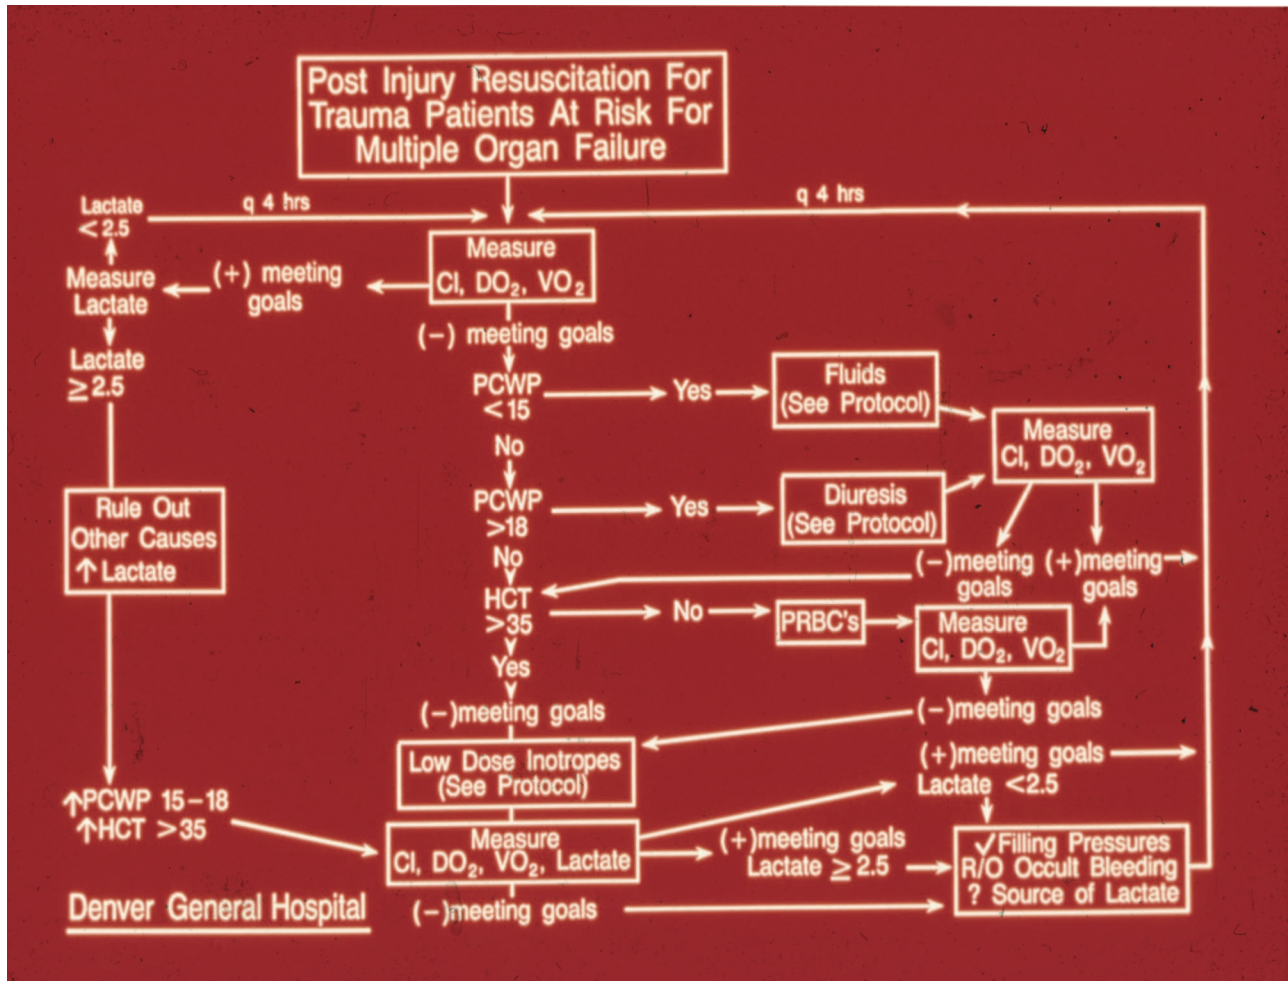 Post Injury Resuscitation For
Trauma Patients At Risk For
Multiple Organ Failure
Lactate
< 2.5
q 4 hrs
q 4 hrs
Measure
CI, DO₂, VO₂
(+) meeting
goals
Measure
Lactate
Lactate
≥ 2.5
(−) meeting goals
PCWP
< 15
Yes
Fluids
(See Protocol)
Measure
CI, DO₂, VO₂
No
PCWP
>18
Yes
Diuresis
(See Protocol)
Rule Out
Other Causes
↑ Lactate
No
(−)meeting
goals
(+)meeting
goals
HCT
>35
No
PRBC's
Measure
CI, DO₂, VO₂
Yes
(−)meeting goals
(−)meeting goals
Low Dose Inotropes
(See Protocol)
(+)meeting goals
Lactate <2.5
↑PCWP 15−18
↑HCT >35
Measure
CI, DO₂, VO₂, Lactate
(+)meeting goals
Lactate ≥ 2.5
✓Filling Pressures
R/O Occult Bleeding
? Source of Lactate
(−)meeting goals
Denver General Hospital